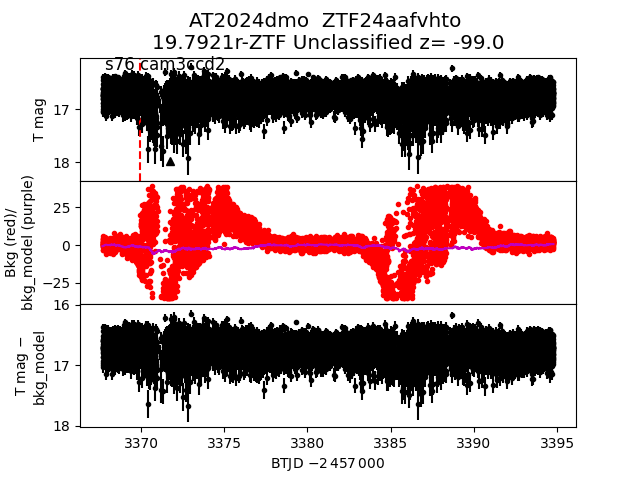 AT2024dmo  ZTF24aafvhto
19.7921r-ZTF Unclassified z= -99.0
s76 cam3ccd2
T mag
17
18
Bkg (red)/
bkg_model (purple)
25
0
−25
T mag −
bkg_model
16
17
18
3370
3375
3380
3385
3390
3395
BTJD −2 457 000